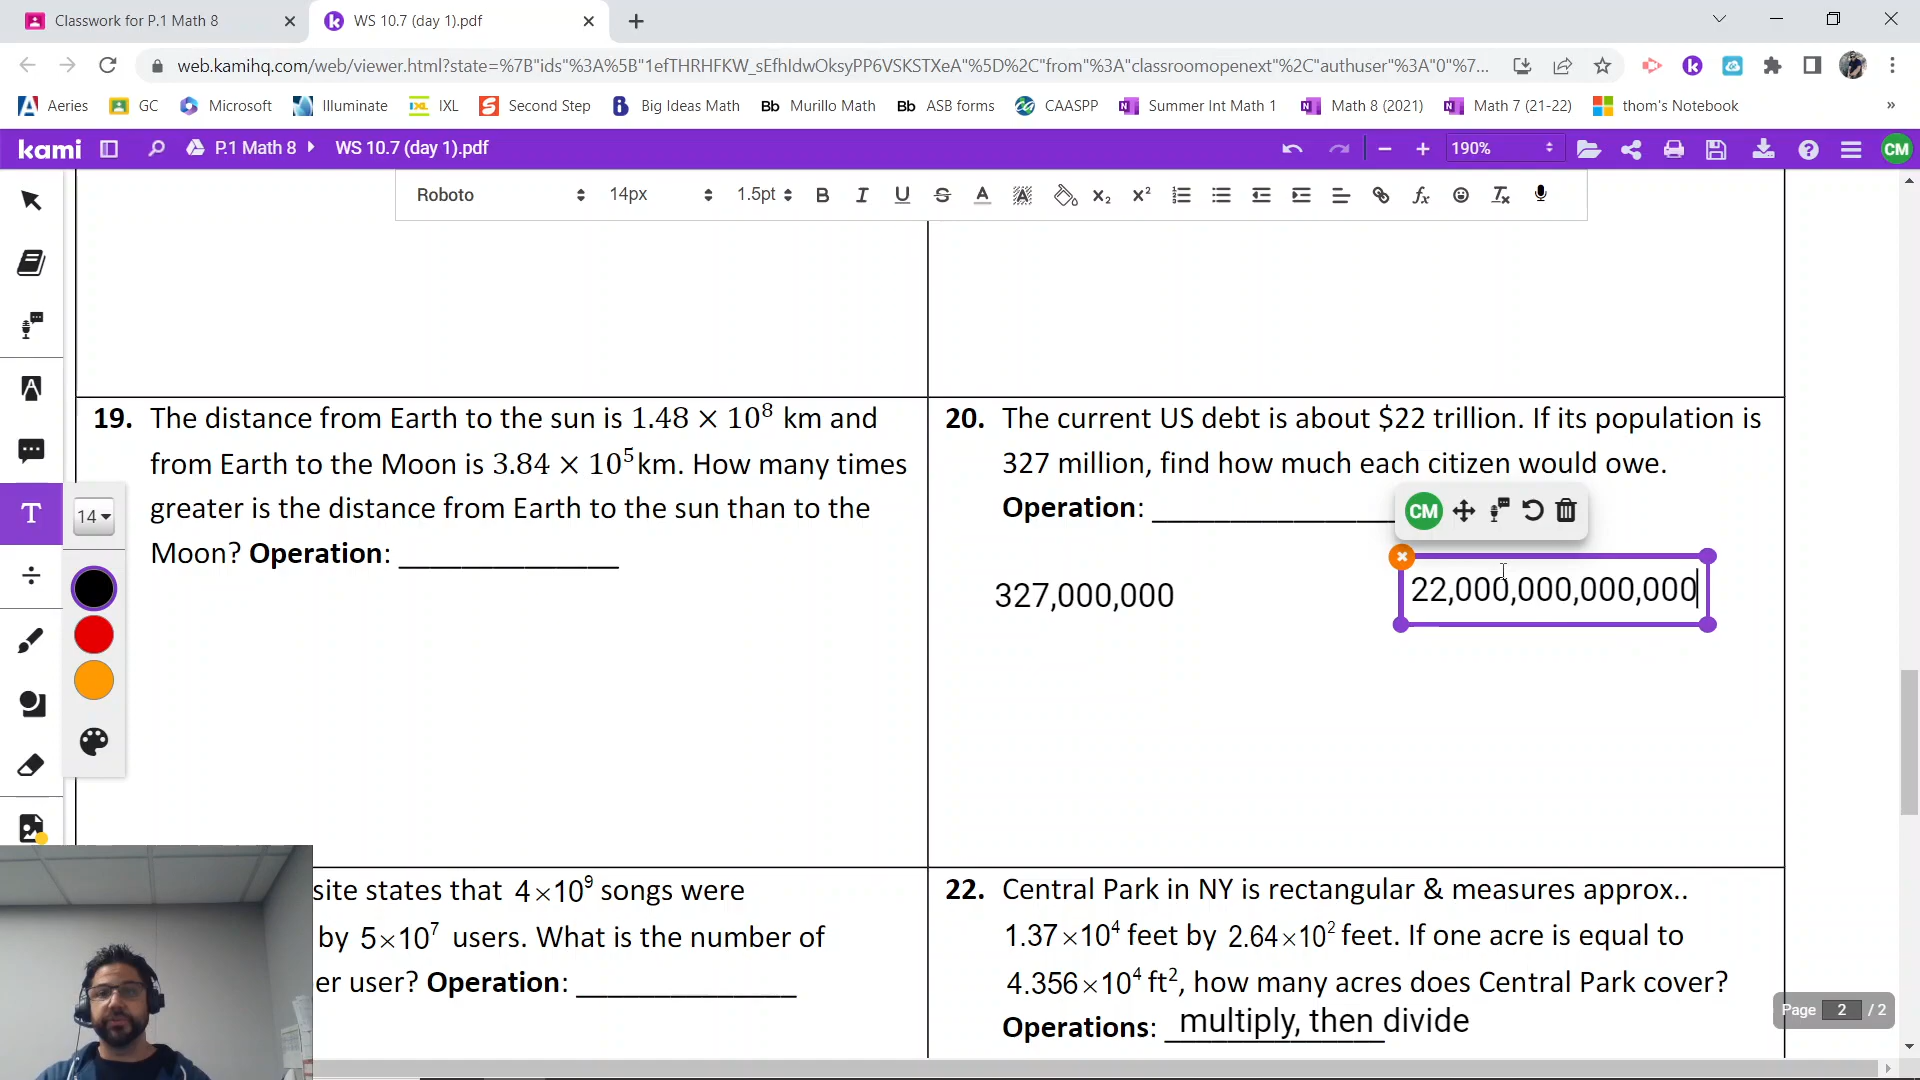 Classwork for P.1 Math 8
WS 10.7 (day 1).pdf
web.kamihq.com/web/viewer.html?state=%7B"ids"%3A%5B"1efTHRHFKW_sEfhIdwOksyPP6VSKSTXeA"%5D%2C"from"%3A"classroomopenext"%2C"authuser"%3A"0"%7...
Aeries GC Microsoft Illuminate IXL IXL Second Step Big Ideas Math Bb Murillo Math Bb ASB forms CAASPP Summer Int Math 1 Math 8 (2021) Math 7 (21-22) thom's Notebook »
kami P.1 Math 8 WS 10.7 (day 1).pdf 190% CM
Roboto 14px 1.5pt B I U S A A X₂ X² fx Tx
T 14
19. The distance from Earth to the sun is 1.48 × 10⁸ km and
from Earth to the Moon is 3.84 × 10⁵ km. How many times
greater is the distance from Earth to the sun than to the
Moon? Operation: ______________
20. The current US debt is about $22 trillion. If its population is
327 million, find how much each citizen would owe.
Operation: ________________
CM
327,000,000
22,000,000,000,000
site states that 4×10⁹ songs were
by 5×10⁷ users. What is the number of
er user? Operation: ______________
22. Central Park in NY is rectangular & measures approx..
1.37×10⁴ feet by 2.64×10² feet. If one acre is equal to
4.356×10⁴ ft², how many acres does Central Park cover?
Operations: multiply, then divide
Page 2 / 2